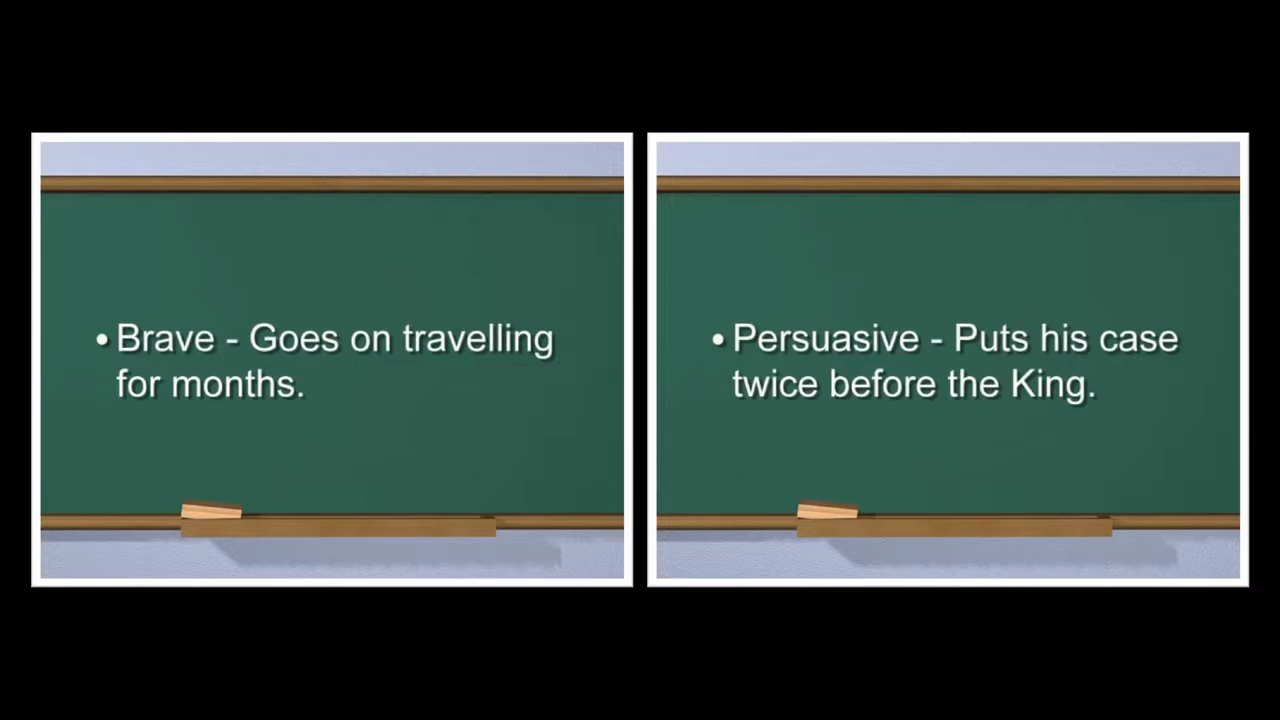 • Brave - Goes on travelling
for months.
• Persuasive - Puts his case
twice before the King.